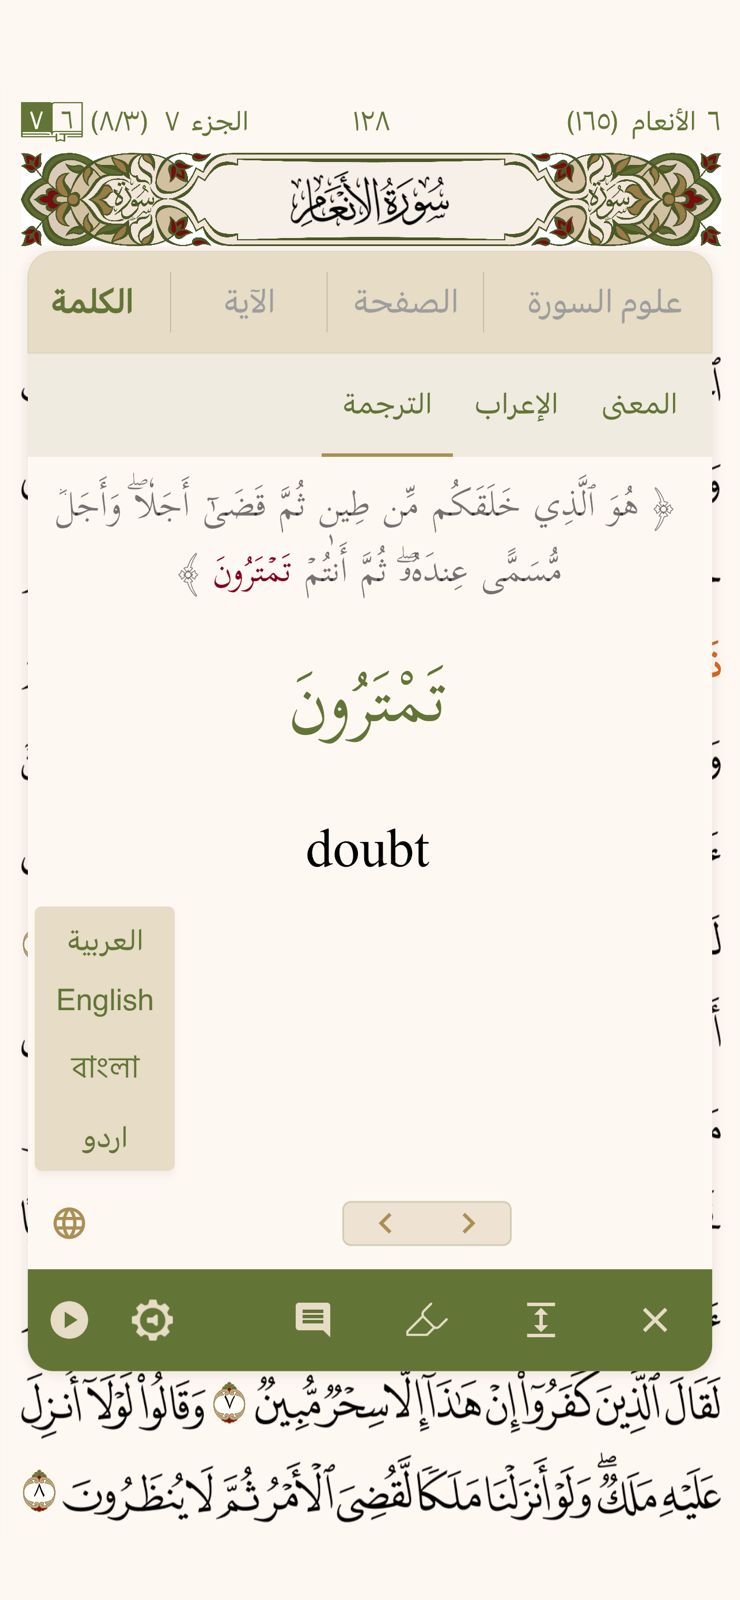 ٦ الأنعام (١٦٥) ١٢٨ الجزء ٧ (٨/٣) ٦ ٧
سورة سُورَةُ الأَنْعَامِ سورة
علوم السورة الصفحة الآية الكلمة
المعنى الإعراب الترجمة
﴿ هُوَ ٱلَّذِي خَلَقَكُم مِّن طِينٖ ثُمَّ قَضَىٰٓ أَجَلٗاۖ وَأَجَلٞ
مُّسَمًّى عِندَهُۥۖ ثُمَّ أَنتُمۡ تَمۡتَرُونَ ﴾
تَمْتَرُونَ
doubt
العربية
English
বাংলা
اردو
لَقَالَ ٱلَّذِينَ كَفَرُوٓاْ إِنۡ هَٰذَآ إِلَّا سِحۡرٞ مُّبِينٞ ٧ وَقَالُواْ لَوۡلَآ أُنزِلَ
عَلَيۡهِ مَلَكٞۖ وَلَوۡ أَنزَلۡنَا مَلَكٗا لَّقُضِيَ ٱلۡأَمۡرُ ثُمَّ لَا يُنظَرُونَ ٨